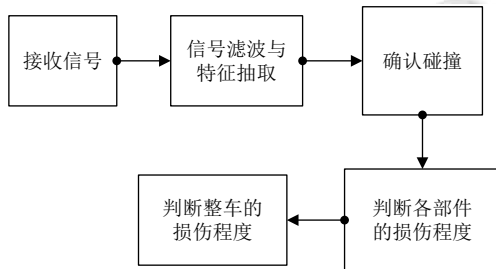 接收信号
信号滤波与
特征抽取
确认碰撞
判断各部件
的损伤程度
判断整车的
损伤程度